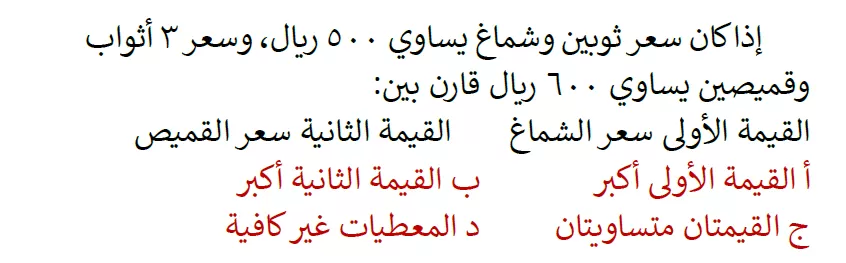 إذا كان سعر ثوبين وشماغ يساوي ٥٠٠ ريال، وسعر ٣ أثواب
وقميصين يساوي ٦٠٠ ريال قارن بين:
القيمة الأولى سعر الشماغ القيمة الثانية سعر القميص
أ القيمة الأولى أكبر ب القيمة الثانية أكبر
ج القيمتان متساويتان د المعطيات غير كافية